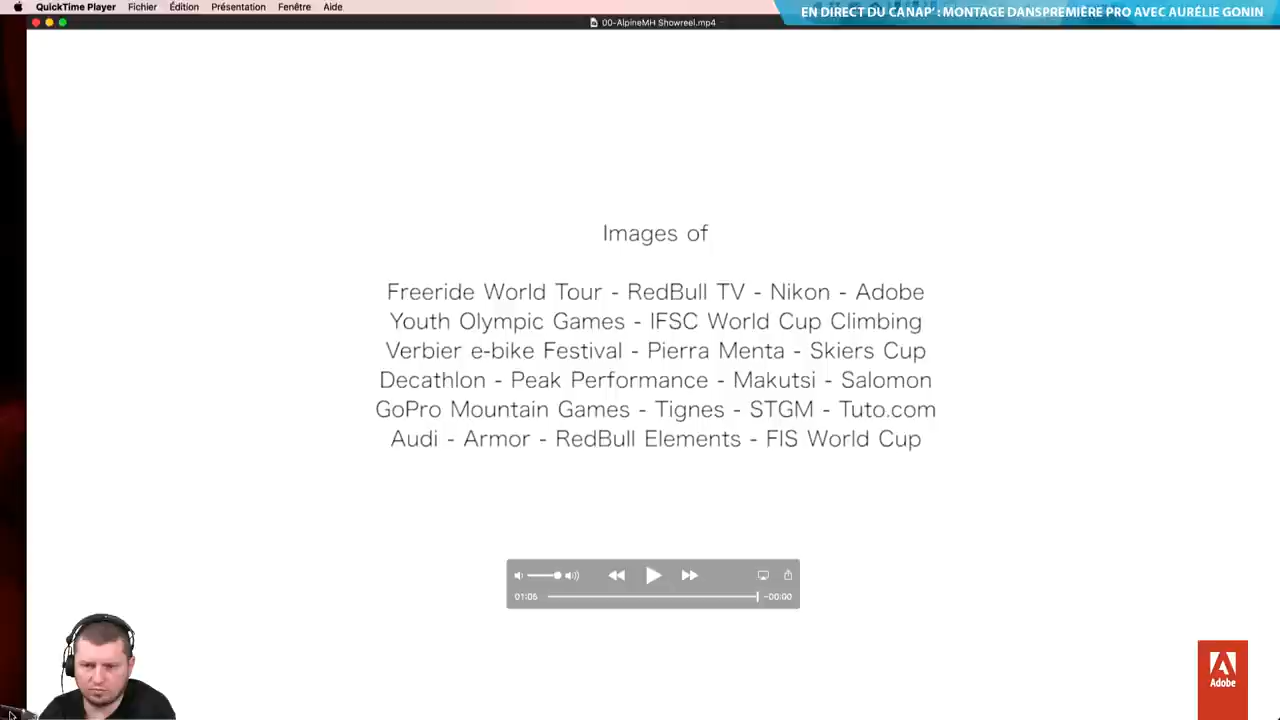 QuickTime Player Fichier Édition Présentation Fenêtre Aide
EN DIRECT DU CANAP' : MONTAGE DANSPREMIÈRE PRO AVEC AURÉLIE GONIN
00-AlpineMH Showreel.mp4
Images of
Freeride World Tour - RedBull TV - Nikon - Adobe
Youth Olympic Games - IFSC World Cup Climbing
Verbier e-bike Festival - Pierra Menta - Skiers Cup
Decathlon - Peak Performance - Makutsi - Salomon
GoPro Mountain Games - Tignes - STGM - Tuto.com
Audi - Armor - RedBull Elements - FIS World Cup
01:05 -00:00
Adobe